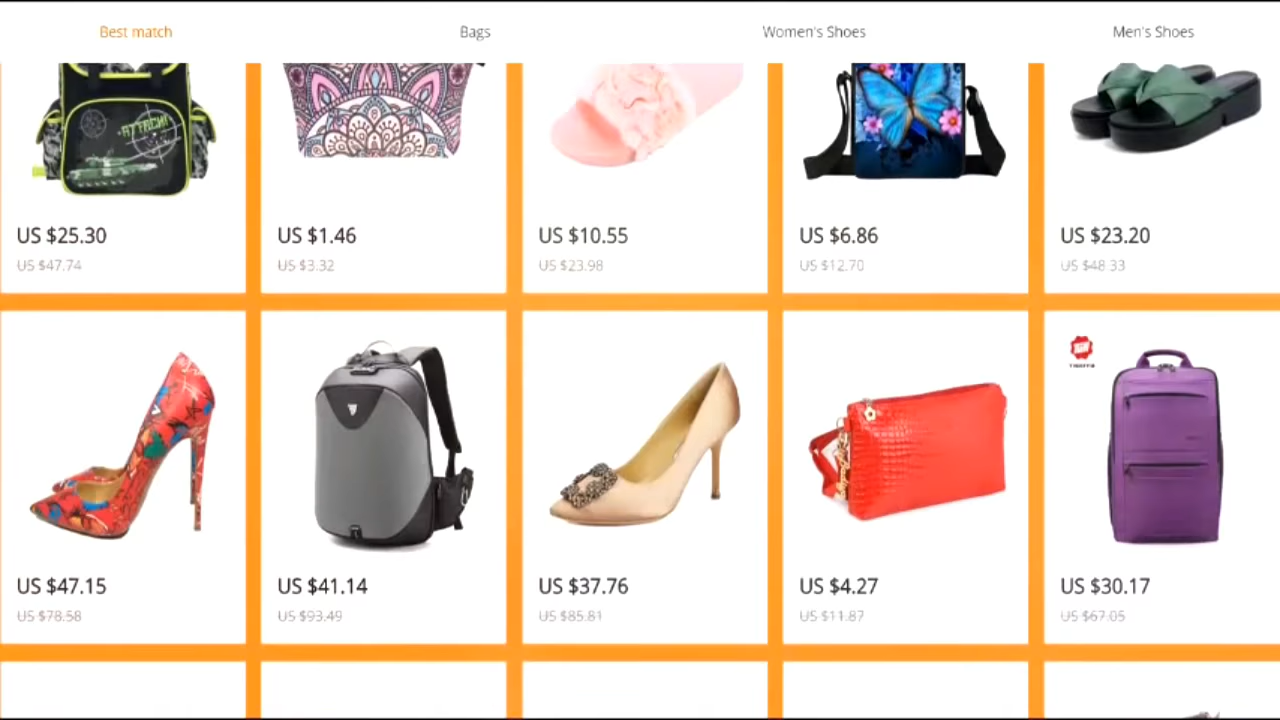 Best match
Bags
Women's Shoes
Men's Shoes
ATTACK!
US $25.30
US $1.46
US $10.55
US $6.86
US $23.20
US $47.74
US $3.32
US $23.98
US $12.70
US $48.33
US $47.15
US $41.14
US $37.76
US $4.27
US $30.17
US $78.58
US $93.49
US $85.81
US $11.87
US $67.05